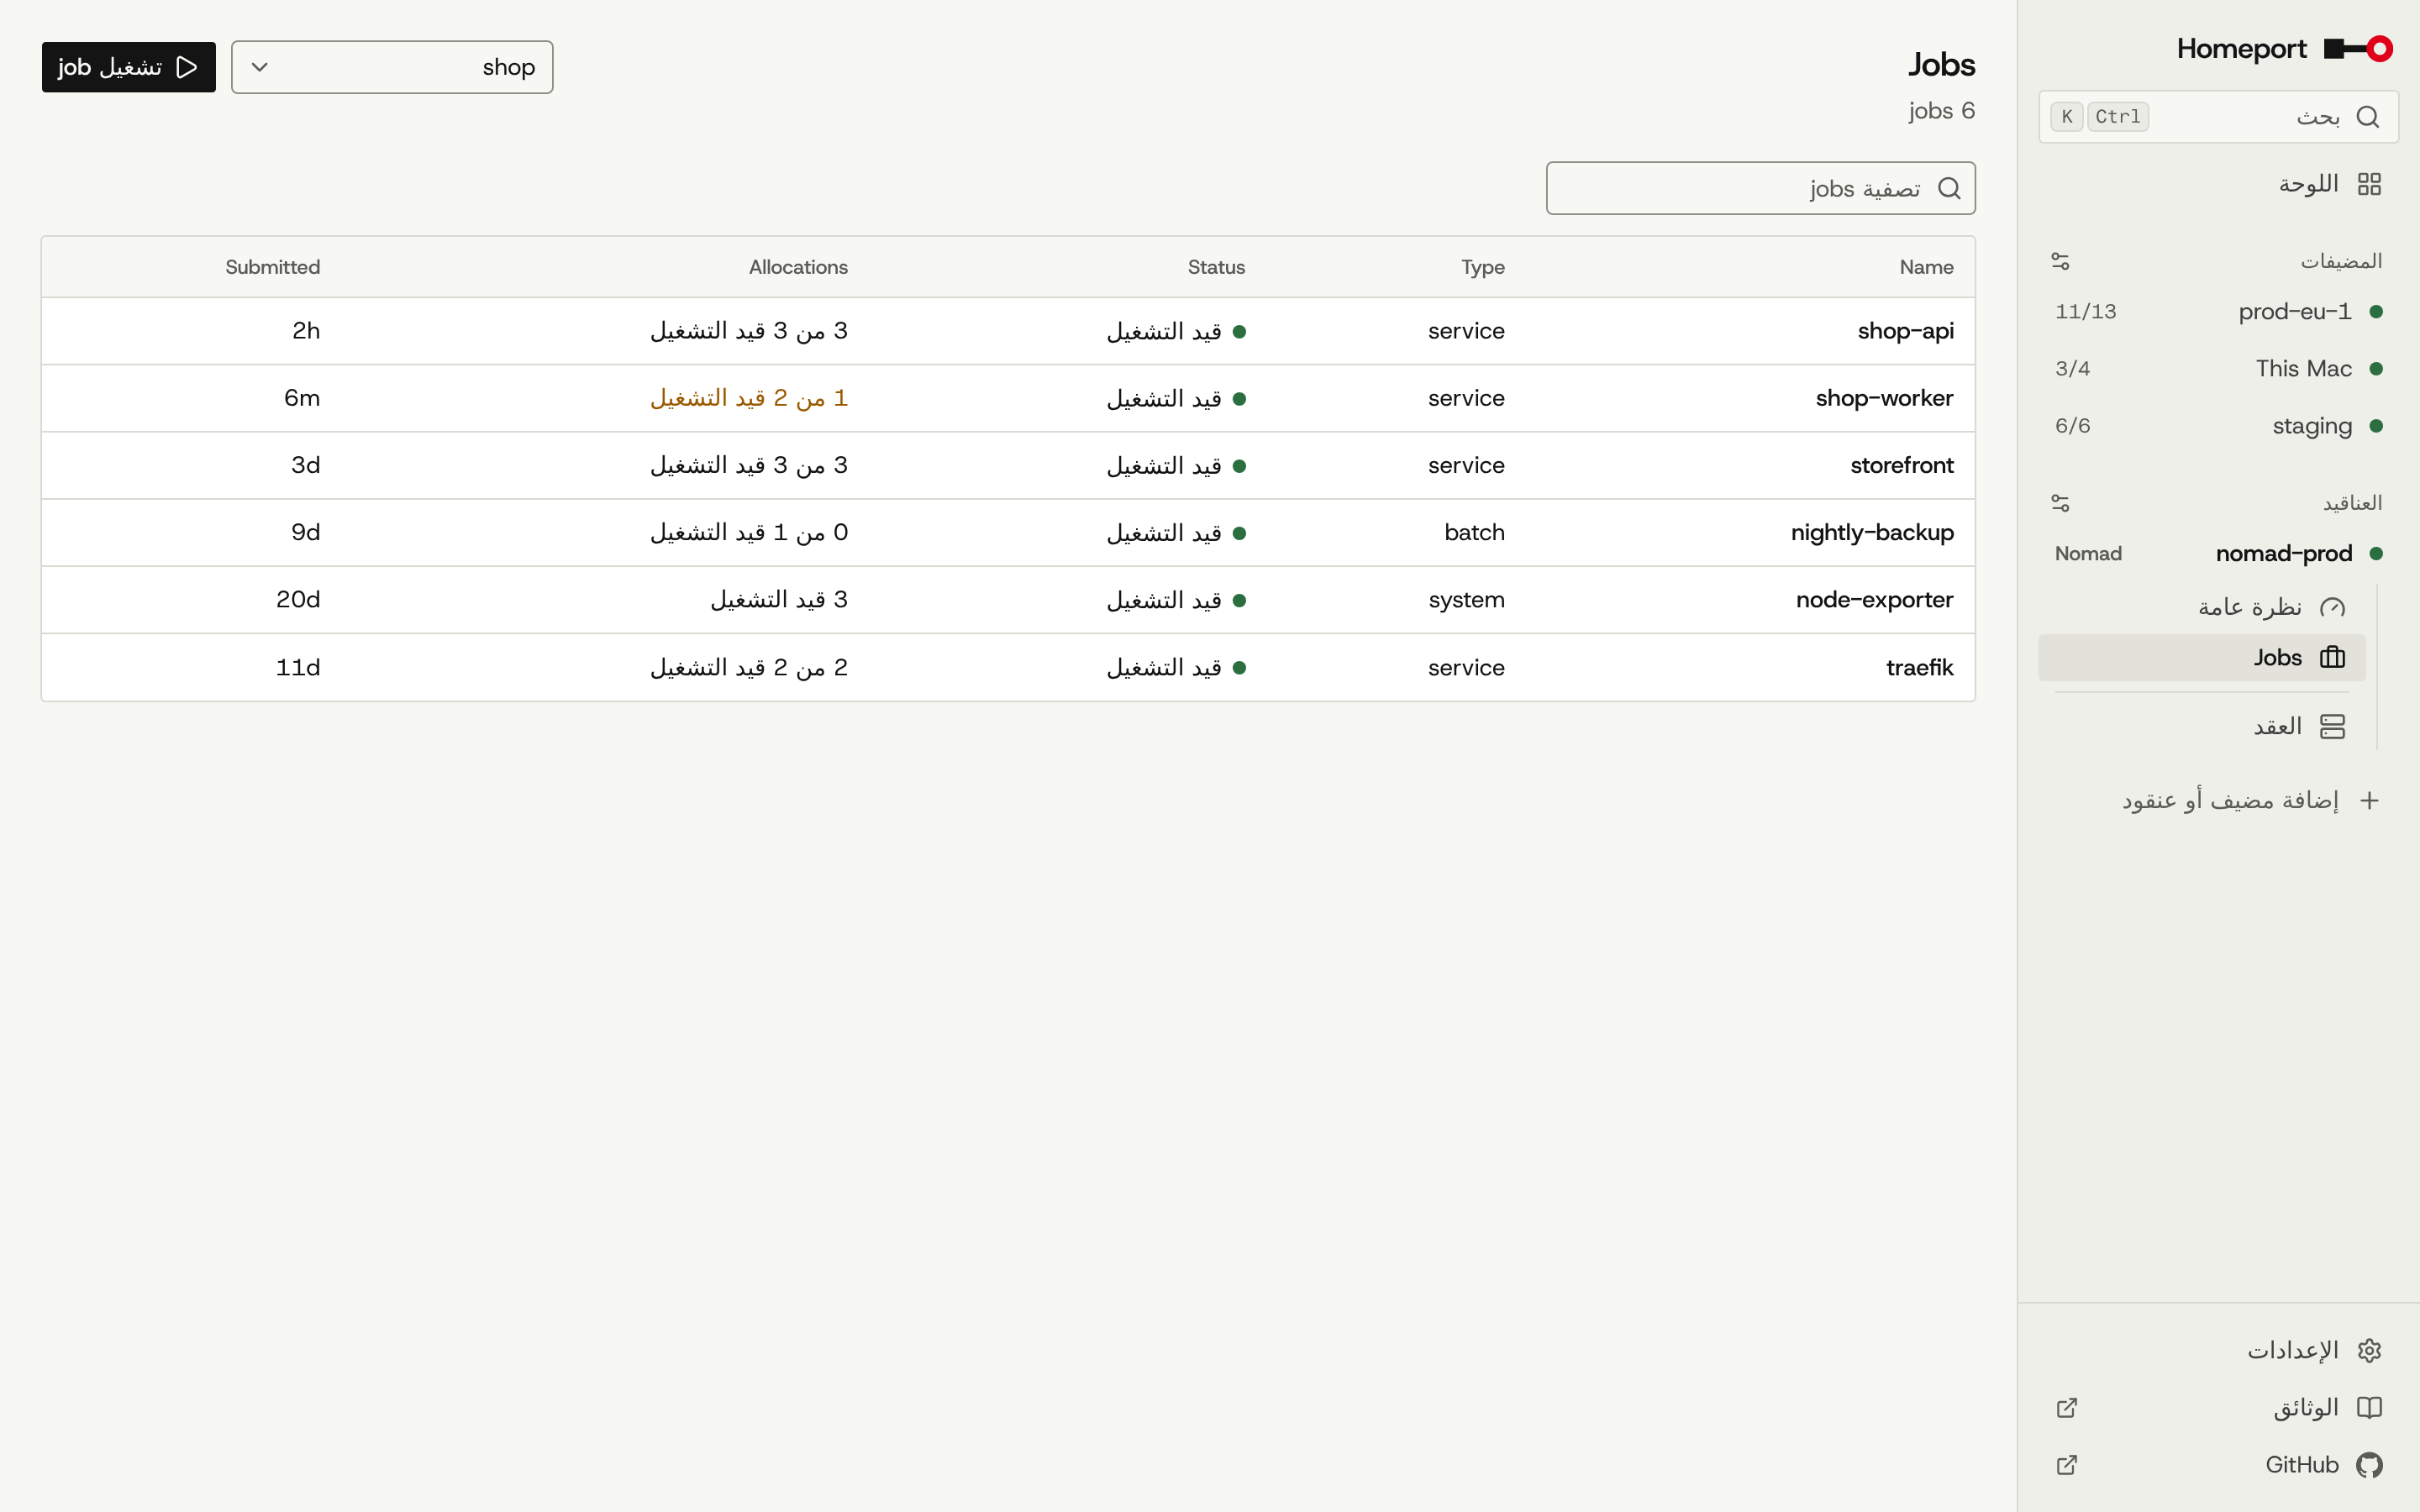 Homeport
بحث
Ctrl K
اللوحة
المضيفات
prod-eu-1 11/13
This Mac 3/4
staging 6/6
العناقيد
nomad-prod Nomad
نظرة عامة
Jobs
العقد
إضافة مضيف أو عنقود
الإعدادات
الوثائق
GitHub
Jobs
6 jobs
shop
تشغيل job
تصفية jobs
Name Type Status Allocations Submitted
shop-api service قيد التشغيل 3 من 3 قيد التشغيل 2h
shop-worker service قيد التشغيل 1 من 2 قيد التشغيل 6m
storefront service قيد التشغيل 3 من 3 قيد التشغيل 3d
nightly-backup batch قيد التشغيل 0 من 1 قيد التشغيل 9d
node-exporter system قيد التشغيل 3 قيد التشغيل 20d
traefik service قيد التشغيل 2 من 2 قيد التشغيل 11d